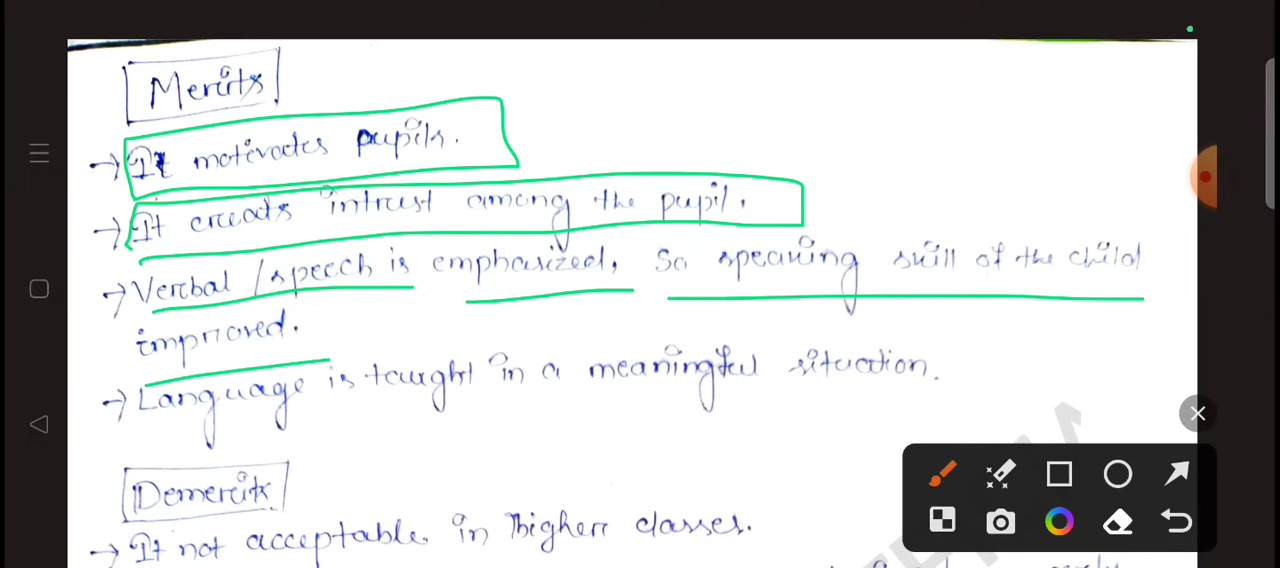 Merits
→ It motivates pupils.
→ It creats intrust among the pupil.
→ Verbal /speech is emphasized, So speaking skill of the child
improved.
→ Language is taught in a meaningful situation.
Demerits
→ It not acceptable in higher classes.